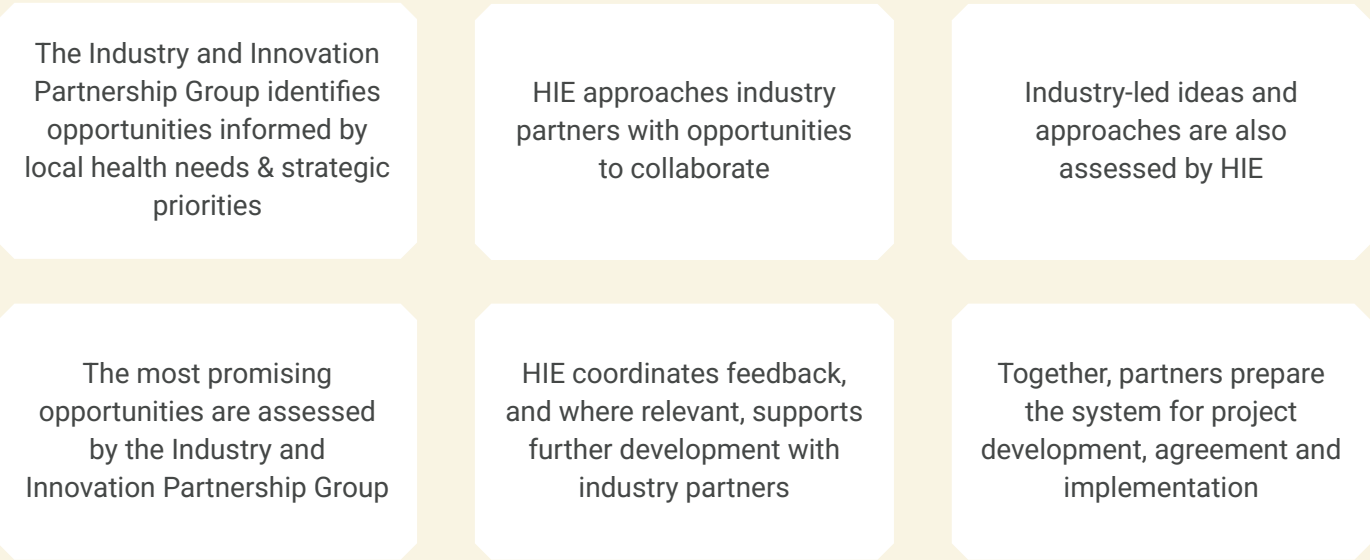 The Industry and Innovation
Partnership Group identifies
opportunities informed by
local health needs & strategic
priorities
HIE approaches industry
partners with opportunities
to collaborate
Industry-led ideas and
approaches are also
assessed by HIE
The most promising
opportunities are assessed
by the Industry and
Innovation Partnership Group
HIE coordinates feedback,
and where relevant, supports
further development with
industry partners
Together, partners prepare
the system for project
development, agreement and
implementation